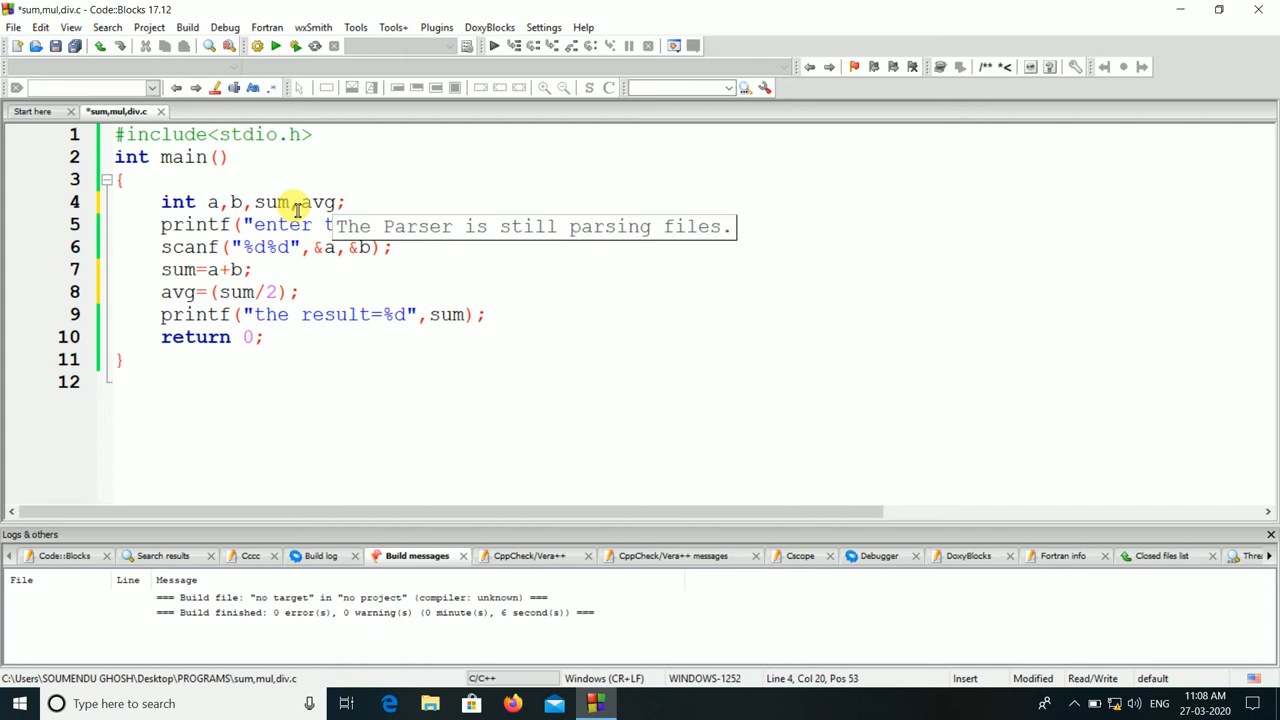 *sum,mul,div.c - Code::Blocks 17.12
File Edit View Search Project Build Debug Fortran wxSmith Tools Tools+ Plugins DoxyBlocks Settings Help
/** *<
S C
Start here *sum,mul,div.c
1 #include<stdio.h>
2 int main()
3 {
4 int a,b,sum,avg;
5 printf("enter t
The Parser is still parsing files.
6 scanf("%d%d",&a,&b);
7 sum=a+b;
8 avg=(sum/2);
9 printf("the result=%d",sum);
10 return 0;
11 }
12
Logs & others
Code::Blocks Search results Cccc Build log Build messages CppCheck/Vera++ CppCheck/Vera++ messages Cscope Debugger DoxyBlocks Fortran info Closed files list Threa
File Line Message
=== Build file: "no target" in "no project" (compiler: unknown) ===
=== Build finished: 0 error(s), 0 warning(s) (0 minute(s), 6 second(s)) ===
C:\Users\SOUMENDU GHOSH\Desktop\PROGRAMS\sum,mul,div.c C/C++ Windows (CR+LF) WINDOWS-1252 Line 4, Col 20, Pos 53 Insert Modified Read/Write default
Type here to search ENG 11:08 AM
27-03-2020